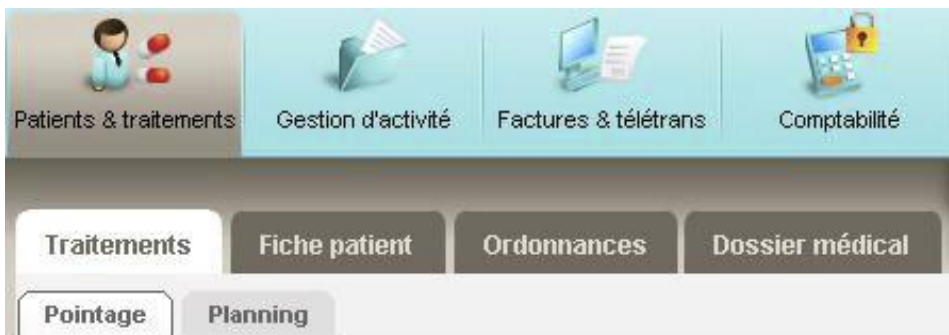 Patients & traitements Gestion d'activité Factures & télétrans Comptabilité
Traitements Fiche patient Ordonnances Dossier médical
Pointage Planning